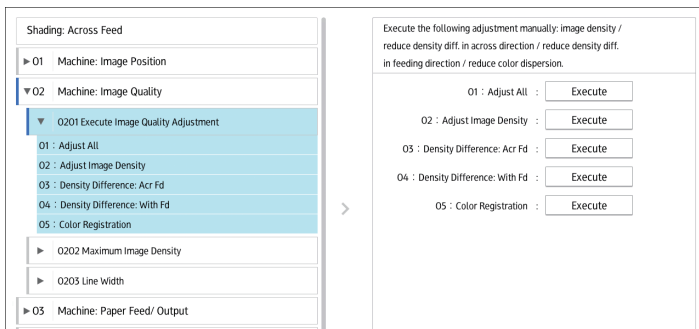 Shading: Across Feed
▶ 01 Machine: Image Position
▼ 02 Machine: Image Quality
▼ 0201 Execute Image Quality Adjustment
01 : Adjust All
02 : Adjust Image Density
03 : Density Difference: Acr Fd
04 : Density Difference: With Fd
05 : Color Registration
▶ 0202 Maximum Image Density
▶ 0203 Line Width
▶ 03 Machine: Paper Feed/ Output
Execute the following adjustment manually: image density /
reduce density diff. in across direction / reduce density diff.
in feeding direction / reduce color dispersion.
01 : Adjust All : Execute
02 : Adjust Image Density : Execute
03 : Density Difference: Acr Fd : Execute
04 : Density Difference: With Fd : Execute
05 : Color Registration : Execute